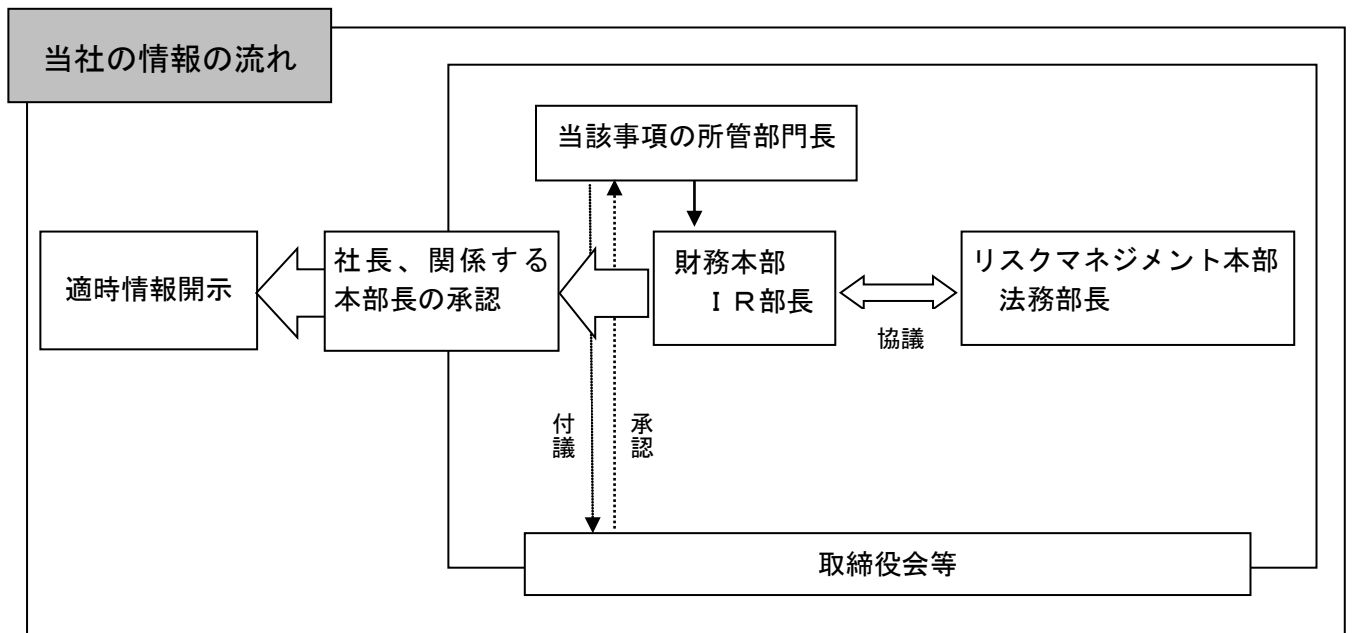 当社の情報の流れ
当該事項の所管部門長
適時情報開示
社長、関係する
本部長の承認
財務本部
ＩＲ部長
リスクマネジメント本部
法務部長
協議
付議
承認
取締役会等